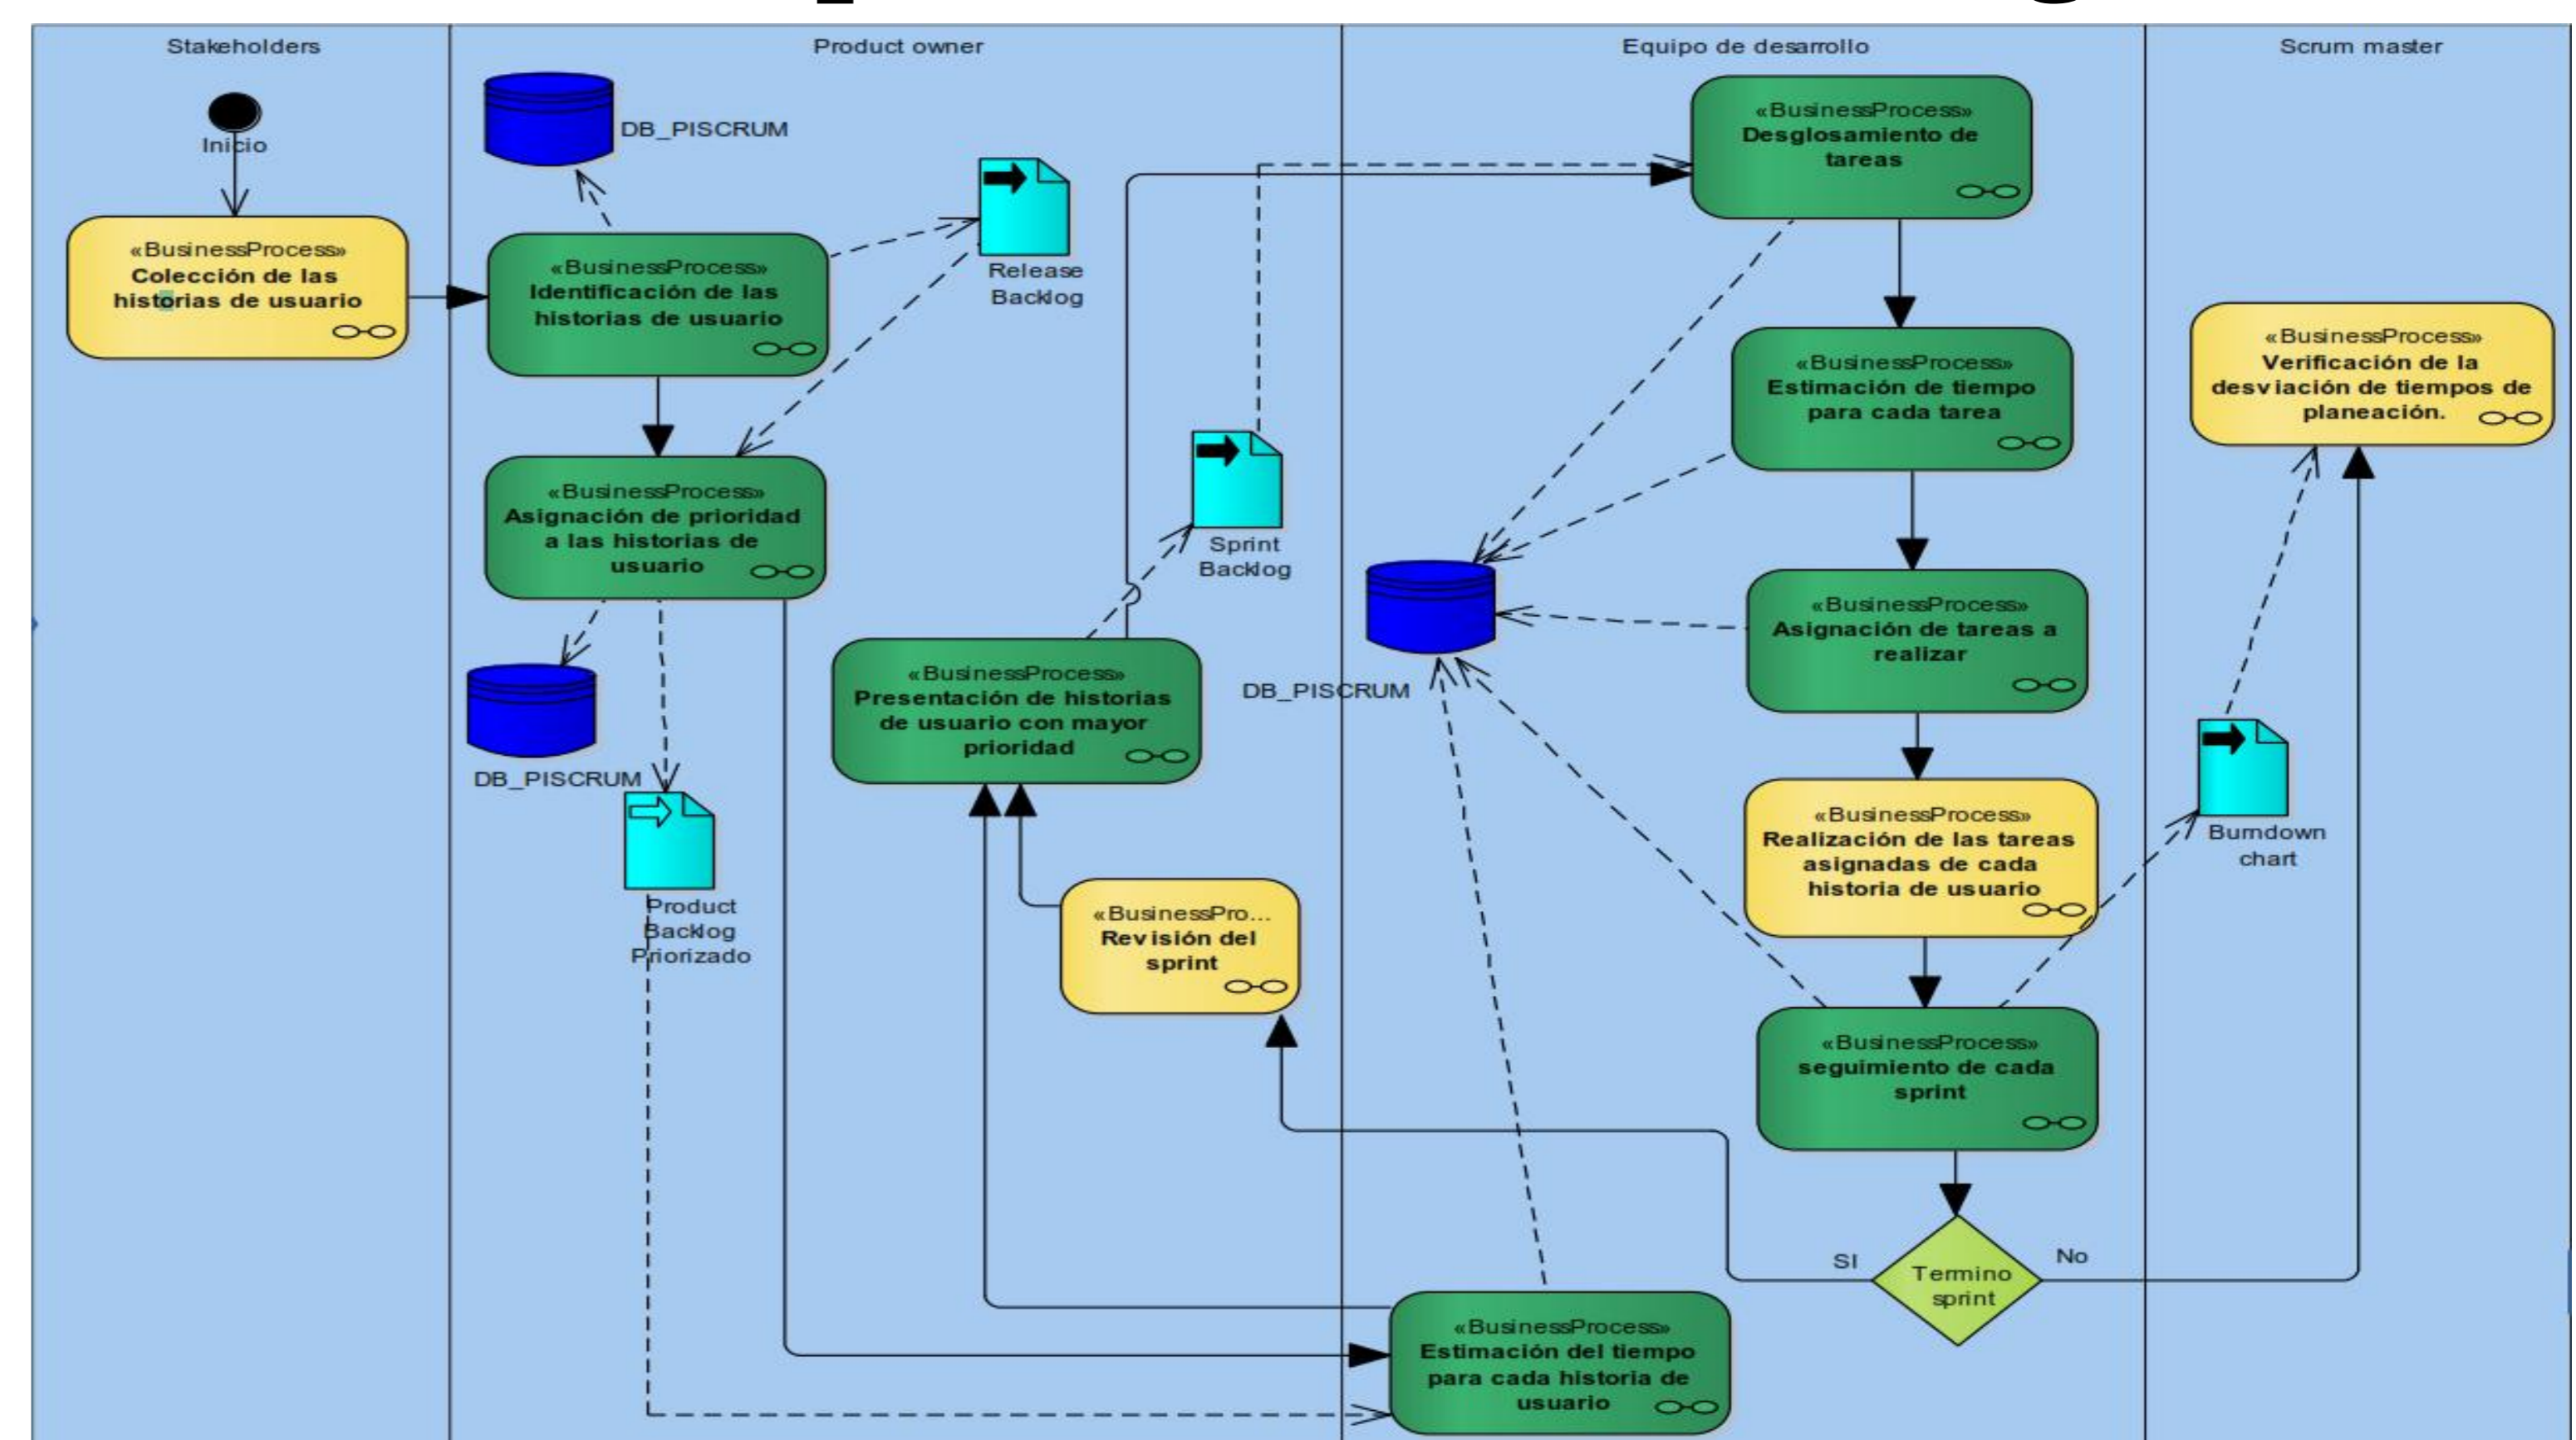 Stakeholders
Inicio
«BusinessProcess»
Colección de las
historias de usuario
Product owner
DB_PISCRUM
«BusinessProcess»
Identificación de las
historias de usuario
Release
Backlog
«BusinessProcess»
Asignación de prioridad
a las historias de
usuario
DB_PISCRUM
Product
Backlog
Priorizado
Sprint
Backlog
«BusinessProcess»
Presentación de historias
de usuario con mayor
prioridad
«BusinessPro...
Revisión del
sprint
Equipo de desarrollo
«BusinessProcess»
Desglosamiento de
tareas
«BusinessProcess»
Estimación de tiempo
para cada tarea
DB_PISCRUM
«BusinessProcess»
Asignación de tareas a
realizar
«BusinessProcess»
Realización de las tareas
asignadas de cada
historia de usuario
«BusinessProcess»
seguimiento de cada
sprint
SI
Termino
sprint
No
«BusinessProcess»
Estimación del tiempo
para cada historia de
usuario
Scrum master
«BusinessProcess»
Verificación de la
desviación de tiempos de
planeación.
Burndown
chart